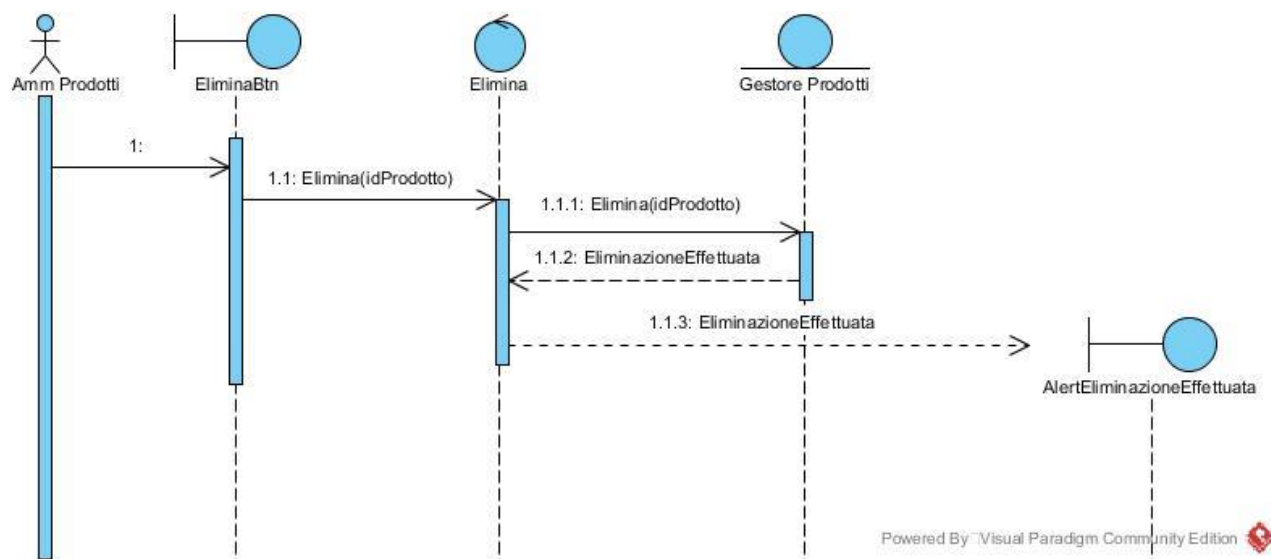 Amm Prodotti
EliminaBtn
Elimina
Gestore Prodotti
1:
1.1: Elimina(idProdotto)
1.1.1: Elimina(idProdotto)
1.1.2: EliminazioneEffettuata
1.1.3: EliminazioneEffettuata
AlertEliminazioneEffettuata
Powered By Visual Paradigm Community Edition